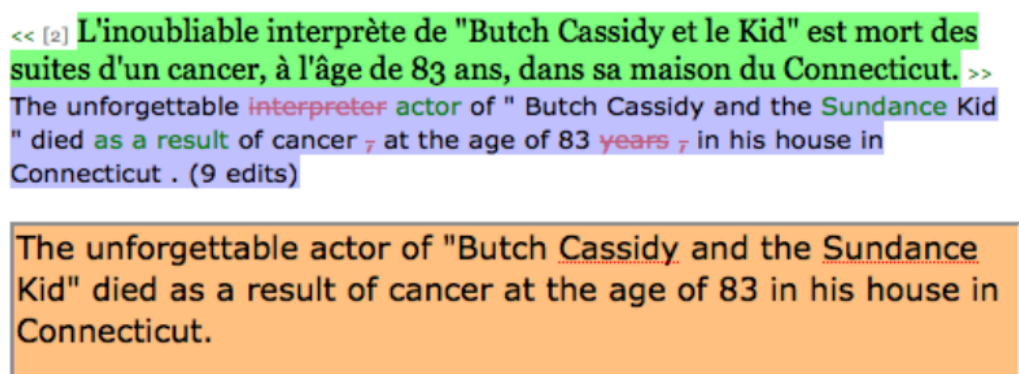 << [2] L'inoubliable interprète de "Butch Cassidy et le Kid" est mort des
suites d'un cancer, à l'âge de 83 ans, dans sa maison du Connecticut. >>
The unforgettable interpreter actor of " Butch Cassidy and the Sundance Kid
" died as a result of cancer , at the age of 83 years , in his house in
Connecticut . (9 edits)
The unforgettable actor of "Butch Cassidy and the Sundance
Kid" died as a result of cancer at the age of 83 in his house in
Connecticut.